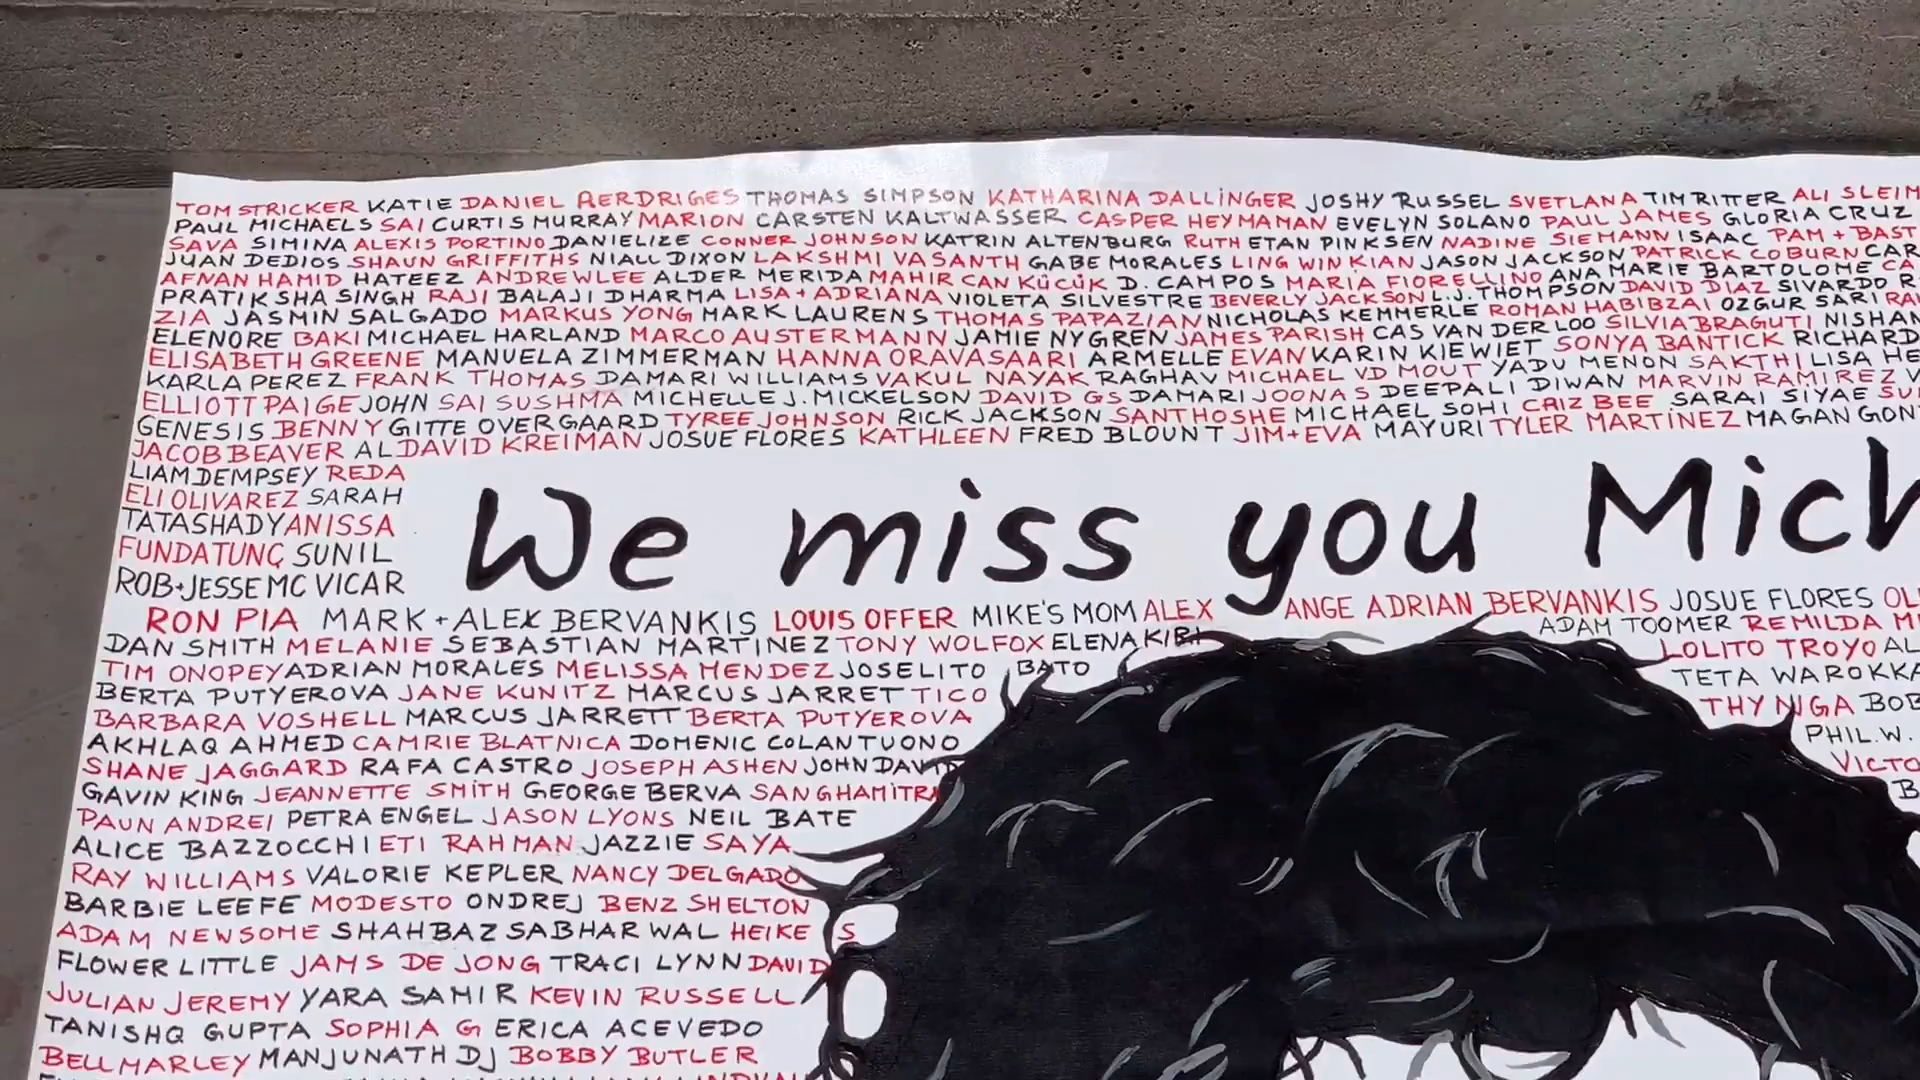 TOM STRICKER KATIE DANIEL AERDRIGES THOMAS SIMPSON KATHARINA DALLINGER JOSHY RUSSEL SVETLANA TIM RITTER ALI SLEIM
PAUL MICHAELS SAI CURTIS MURRAY MARION CARSTEN KALTWASSER CASPER HEYMAMAN EVELYN SOLANO PAUL JAMES GLORIA CRUZ
SAVA SIMINA ALEXIS PORTINO DANIELIZE CONNER JOHNSON KATRIN ALTENBURG RUTH ETAN PINKSEN NADINE SIEMANN ISAAC PAM + BAST
JUAN DEDIOS SHAUN GRIFFITHS NIALL DIXON LAKSHMI VASANTH GABE MORALES LING WIN KIAN JASON JACKSON PATRICK COBURN CAR
AFNAN HAMID HATEEZ ANDREW LEE ALDER MERIDA MAHIR CAN KÜCÜK D. CAMPOS MARIA FIORELLINO ANA MARIE BARTOLOME CA
PRATIKSHA SINGH RAJI BALAJI DHARMA LISA + ADRIANA VIOLETA SILVESTRE BEVERLY JACKSON L.J. THOMPSON DAVID DIAZ SIVARDO R
ZIA JASMIN SALGADO MARKUS YONG MARK LAURENS THOMAS PAPAZIAN NICHOLAS KEMMERLE ROMAN HABIBZAI OZGUR SARI RA
ELENORE BAKI MICHAEL HARLAND MARCO AUSTERMANN JAMIE NYGREN JAMES PARISH CAS VAN DER LOO SILVIA BRAGUTI NISHAN
ELISABETH GREENE MANUELA ZIMMERMAN HANNA ORAVASAARI ARMELLE EVAN KARIN KIEWIET SONYA BANTICK RICHARD
KARLA PEREZ FRANK THOMAS DAMARI WILLIAMS VAKUL NAYAK RAGHAV MICHAEL VD MOUT YADU MENON SAKTHI LISA HE
ELLIOTT PAIGE JOHN SAI SUSHMA MICHELLE J. MICKELSON DAVID GS DAMARI JOONAS DEEPALI DIWAN MARVIN RAMIREZ V
GENESIS BENNY GITTE OVERGAARD TYREE JOHNSON RICK JACKSON SANTHOSHE MICHAEL SOHI CAIZ BEE SARAI SIYAE SU
JACOB BEAVER AL DAVID KREIMAN JOSUE FLORES KATHLEEN FRED BLOUNT JIM+EVA MAYURI TYLER MARTINEZ MAGAN GON
LIAM DEMPSEY REDA
ELI OLIVAREZ SARAH
TATASHADY ANISSA
FUNDA TUNÇ SUNIL
ROB+JESSE MC VICAR
We miss you Mich
RON PIA MARK + ALEX BERVANKIS LOUIS OFFER MIKE'S MOM ALEX ANGE ADRIAN BERVANKIS JOSUE FLORES OL
DAN SMITH MELANIE SEBASTIAN MARTINEZ TONY WOLFOX ELENA KIRI ADAM TOOMER REMILDA M
TIM ONOPEY ADRIAN MORALES MELISSA MENDEZ JOSELITO BATO LOLITO TROYO AL
BERTA PUTYEROVA JANE KUNITZ MARCUS JARRET TICO TETA WAROKKA
BARBARA VOSHELL MARCUS JARRETT BERTA PUTYEROVA THY NIGA BOB
AKHLAQ AHMED CAMRIE BLATNICA DOMENIC COLANTUONO PHIL.W.
SHANE JAGGARD RAFA CASTRO JOSEPH ASHEN JOHN DAVID VICTO
GAVIN KING JEANNETTE SMITH GEORGE BERVA SANGHAMITRA B
PAUN ANDREI PETRA ENGEL JASON LYONS NEIL BATE
ALICE BAZZOCCHI ETI RAHMAN JAZZIE SAYA
RAY WILLIAMS VALORIE KEPLER NANCY DELGADO
BARBIE LEEFE MODESTO ONDREJ BENZ SHELTON
ADAM NEWSOME SHAHBAZ SABHARWAL HEIKE S
FLOWER LITTLE JAMS DE JONG TRACI LYNN DAVID
JULIAN JEREMY YARA SAMIR KEVIN RUSSELL
TANISHQ GUPTA SOPHIA G ERICA ACEVEDO
BELL MARLEY MANJUNATH DJ BOBBY BUTLER